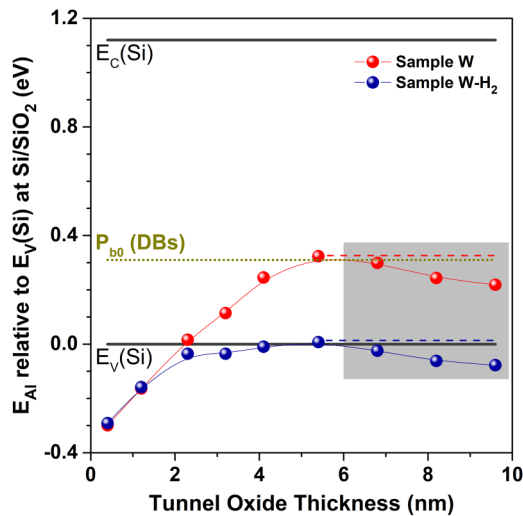 E_Al relative to E_V(Si) at Si/SiO₂ (eV)
1.2
0.8
0.4
0.0
-0.4
E_C(Si)
Sample W
Sample W-H₂
P_b0 (DBs)
E_V(Si)
0 2 4 6 8 10
Tunnel Oxide Thickness (nm)